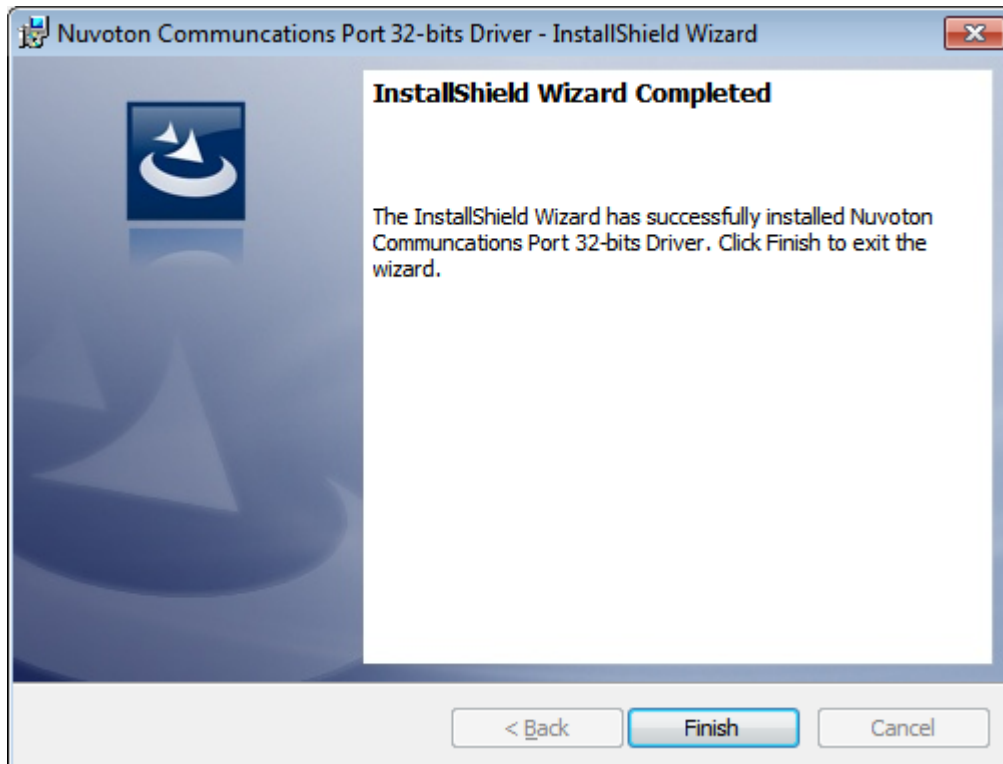 Nuvoton Communcations Port 32-bits Driver - InstallShield Wizard
InstallShield Wizard Completed
The InstallShield Wizard has successfully installed Nuvoton
Communcations Port 32-bits Driver. Click Finish to exit the
wizard.
< Back
Finish
Cancel